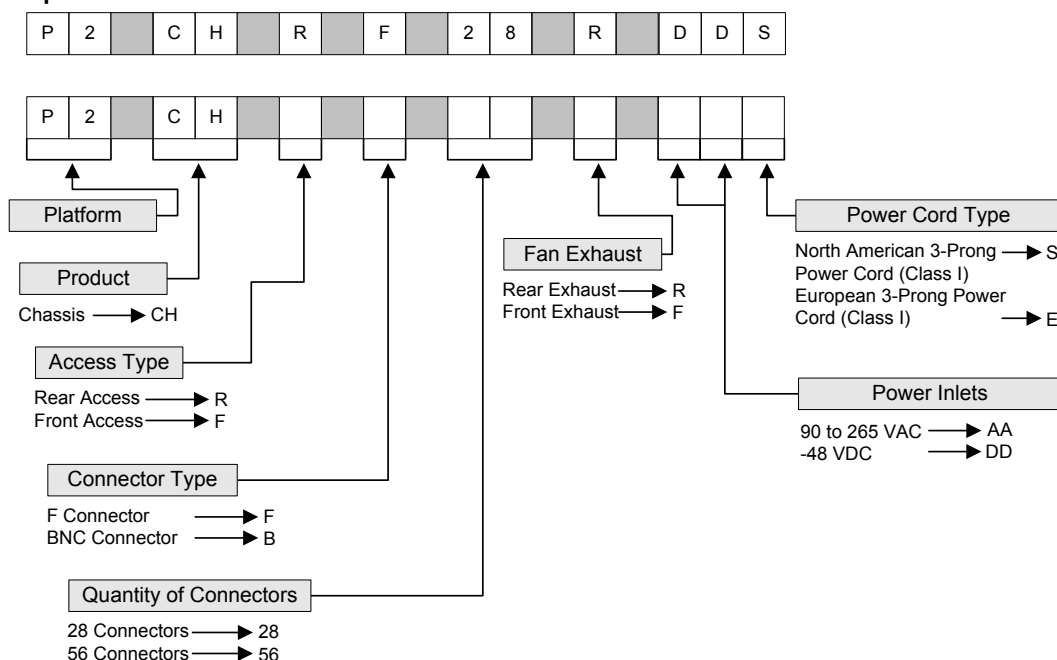 P 2 C H R F 2 8 R D D S
P 2 C H
Platform
Product
Chassis CH
Access Type
Rear Access R
Front Access F
Connector Type
F Connector F
BNC Connector B
Quantity of Connectors
28 Connectors 28
56 Connectors 56
Fan Exhaust
Rear Exhaust R
Front Exhaust F
Power Cord Type
North American 3-Prong S
Power Cord (Class I)
European 3-Prong Power
Cord (Class I) E
Power Inlets
90 to 265 VAC AA
-48 VDC DD